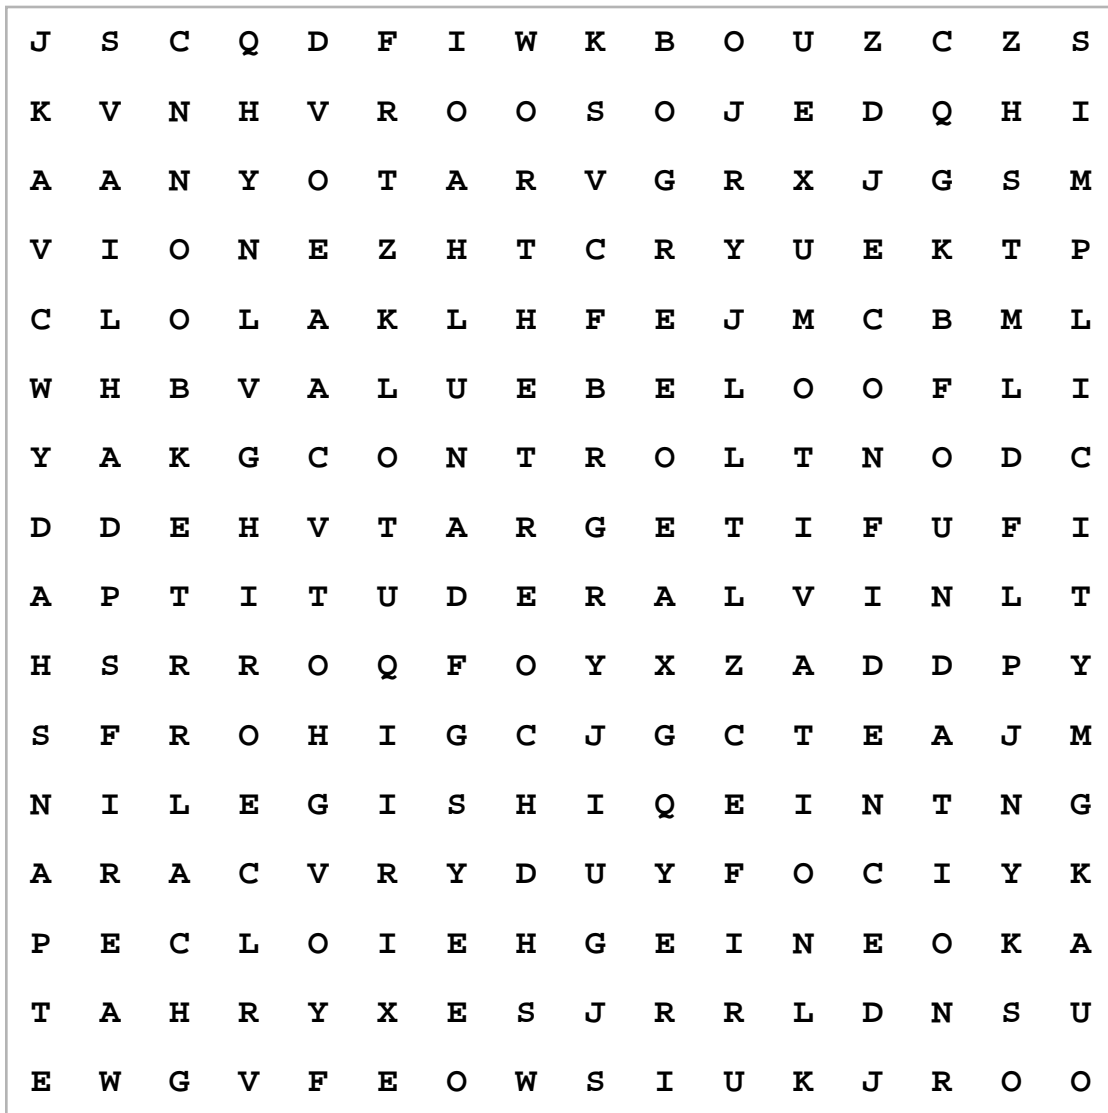 J S C Q D F I W K B O U Z C Z S
K V N H V R O O S O J E D Q H I
A A N Y O T A R V G R X J G S M
V I O N E Z H T C R Y U E K T P
C L O L A K L H F E J M C B M L
W H B V A L U E B E L O O F L I
Y A K G C O N T R O L T N O D C
D D E H V T A R G E T I F U F I
A P T I T U D E R A L V I N L T
H S R R O Q F O Y X Z A D D P Y
S F R O H I G C J G C T E A J M
N I L E G I S H I Q E I N T N G
A R A C V R Y D U Y F O C I Y K
P E C L O I E H G E I N E O K A
T A H R Y X E S J R R L D N S U
E W G V F E O W S I U K J R O O